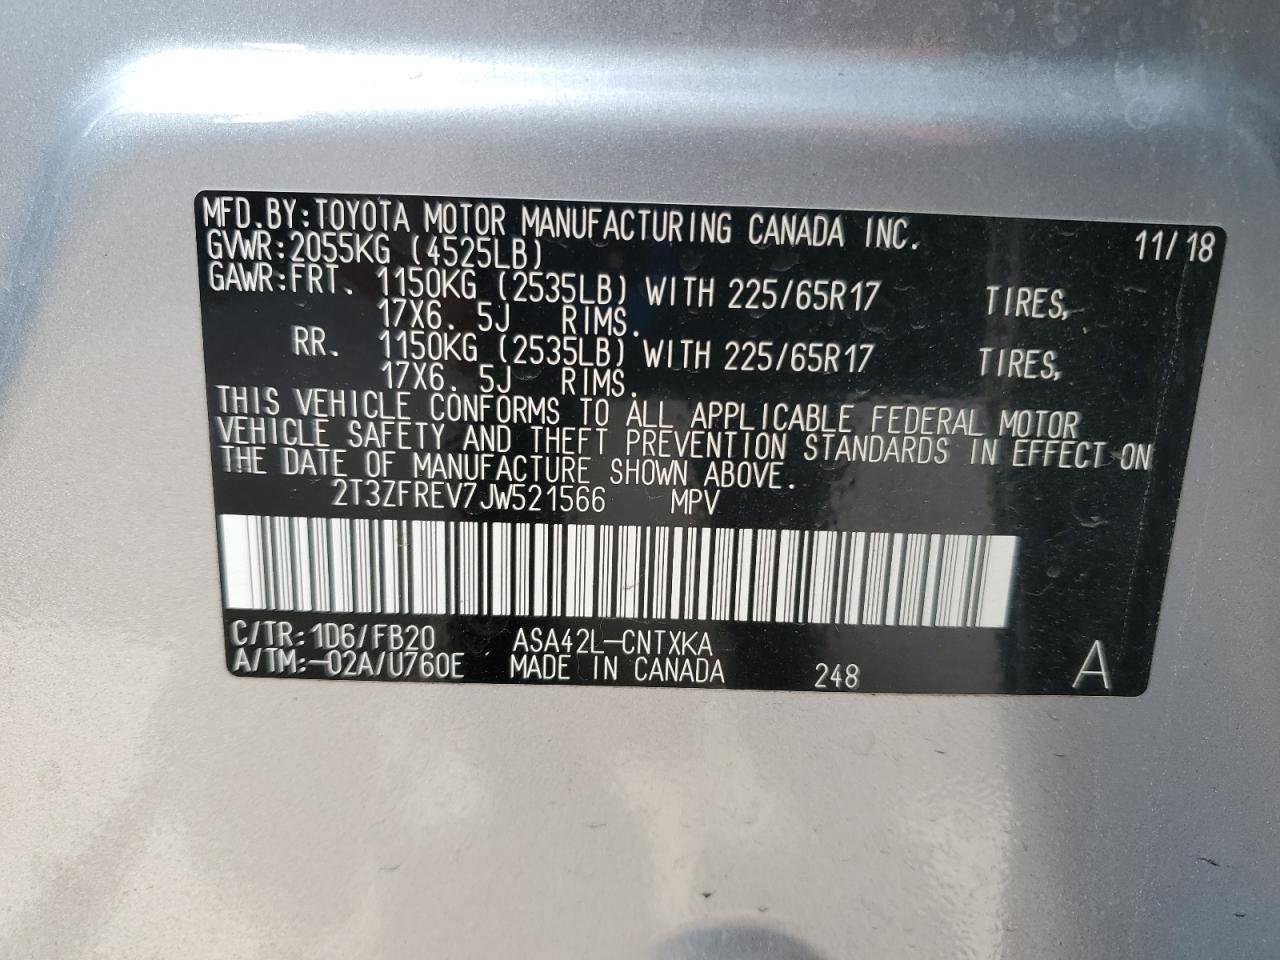 MFD.BY:TOYOTA MOTOR MANUFACTURING CANADA INC. 11/18
GVWR:2055KG (4525LB)
GAWR:FRT. 1150KG (2535LB) WITH 225/65R17 TIRES,
17X6. 5J RIMS.
RR. 1150KG (2535LB) WITH 225/65R17 TIRES,
17X6. 5J RIMS.
THIS VEHICLE CONFORMS TO ALL APPLICABLE FEDERAL MOTOR
VEHICLE SAFETY AND THEFT PREVENTION STANDARDS IN EFFECT ON
THE DATE OF MANUFACTURE SHOWN ABOVE.
2T3ZFREV7JW521566 MPV
C/TR:1D6/FB20 ASA42L-CNTXKA
A/TM:-02A/U760E MADE IN CANADA 248 A